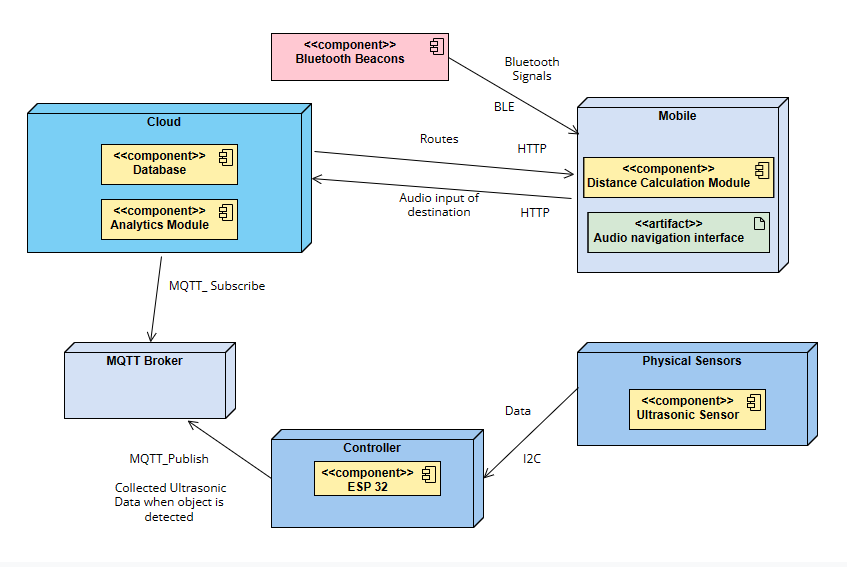 <<component>>
Bluetooth Beacons
Bluetooth
Signals
BLE
Cloud
<<component>>
Database
<<component>>
Analytics Module
Routes
HTTP
Audio input of
destination
HTTP
Mobile
<<component>>
Distance Calculation Module
<<artifact>>
Audio navigation interface
MQTT_ Subscribe
MQTT Broker
Physical Sensors
<<component>>
Ultrasonic Sensor
Data
I2C
Controller
<<component>>
ESP 32
MQTT_Publish
Collected Ultrasonic
Data when object is
detected